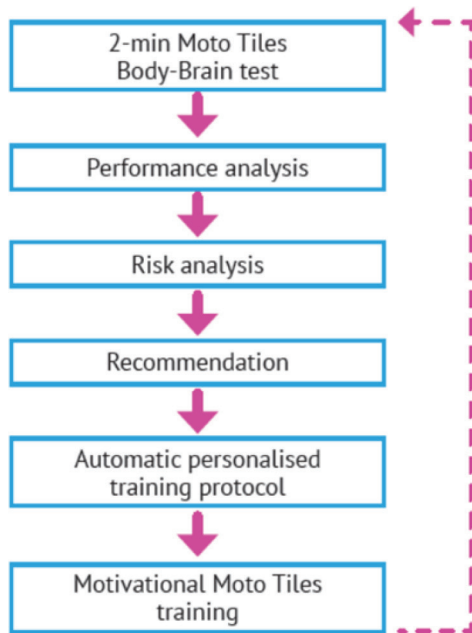 2-min Moto Tiles
Body-Brain test
Performance analysis
Risk analysis
Recommendation
Automatic personalised
training protocol
Motivational Moto Tiles
training